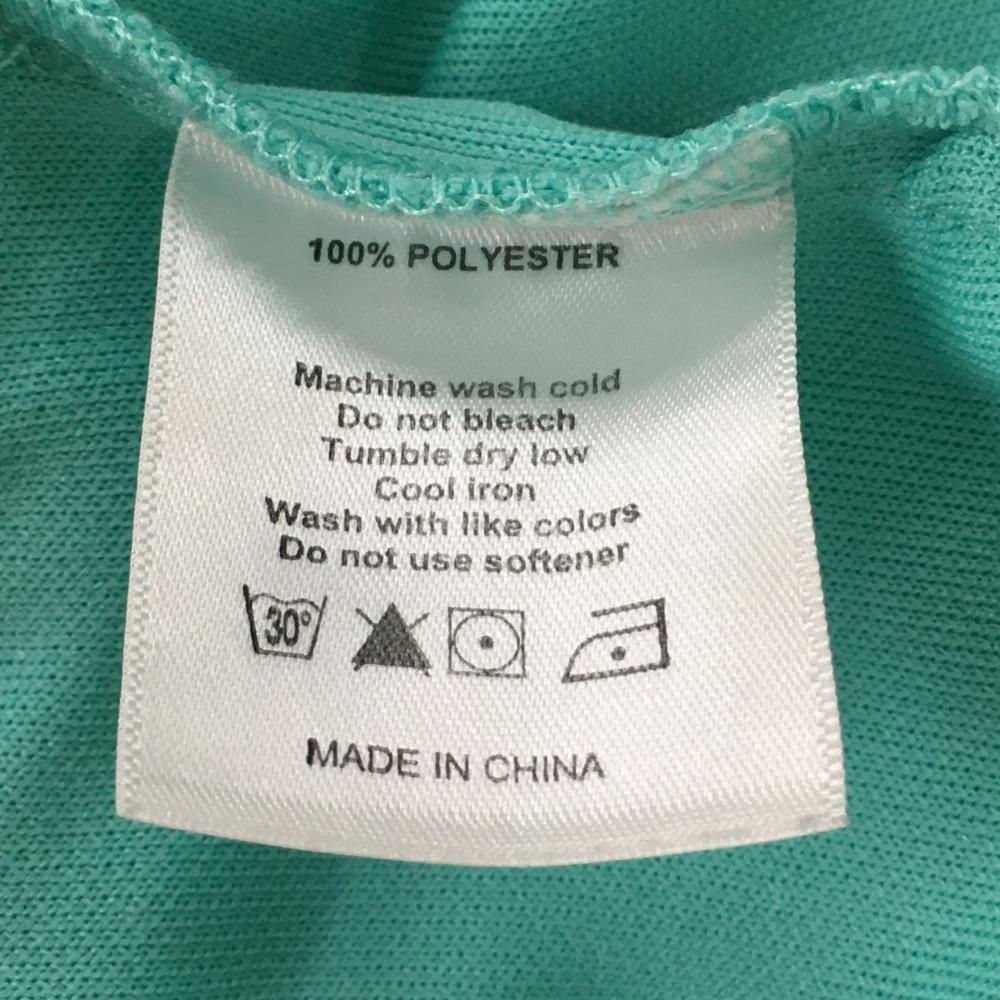 100% POLYESTER
Machine wash cold
Do not bleach
Tumble dry low
Cool iron
Wash with like colors
Do not use softener
30°
MADE IN CHINA